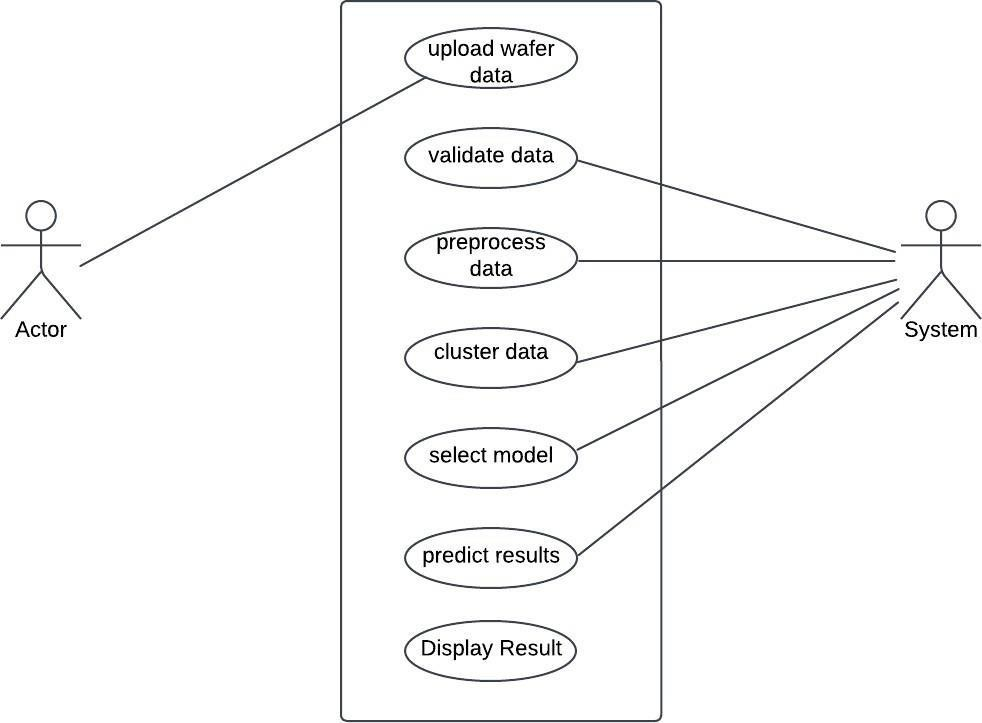 upload wafer
data
validate data
preprocess
data
cluster data
select model
predict results
Display Result
Actor
System